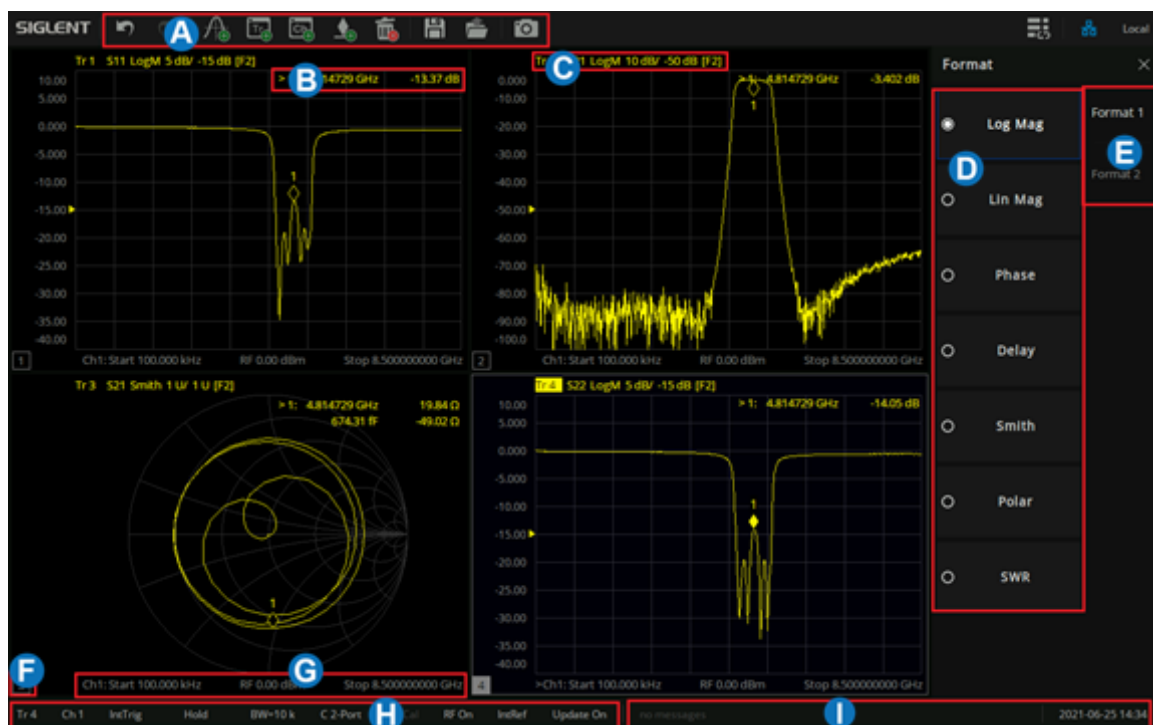 SIGLENT
A
Local
Tr 1 S11 LogM 5 dB/ -15 dB [F2]
B
> 14729 GHz -13.37 dB
10.00
5.000
0.000
-5.000
-10.00
-15.00
-20.00
-25.00
-30.00
-35.00
-40.00
1
1
Ch1: Start 100.000 kHz RF 0.00 dBm Stop 8.500000000 GHz
C
1 LogM 10 dB/ -50 dB [F2]
> 1: 4.814729 GHz -3.402 dB
0.000
-10.00
-20.00
-30.00
-40.00
-50.00
-60.00
-70.00
-80.00
-90.00
-100.0
1
2
Ch1: Start 100.000 kHz RF 0.00 dBm Stop 8.500000000 GHz
Tr 3 S21 Smith 1 U/ 1 U [F2]
> 1: 4.814729 GHz 19.84 Ω
674.31 fF -49.02 Ω
1
F
G
Ch1: Start 100.000 kHz RF 0.00 dBm Stop 8.500000000 GHz
Tr 4 S22 LogM 5 dB/ -15 dB [F2]
> 1: 4.814729 GHz -14.05 dB
10.00
5.000
0.000
-5.000
-10.00
-15.00
-20.00
-25.00
-30.00
-35.00
-40.00
1
4
>Ch1: Start 100.000 kHz RF 0.00 dBm Stop 8.500000000 GHz
Format
Log Mag
D
Lin Mag
Phase
Delay
Smith
Polar
SWR
Format 1
E
Format 2
Tr 4 Ch 1 IntTrig Hold BW=10 k C 2-Port H RF On IntRef Update On
no messages I 2021-06-25 14:34